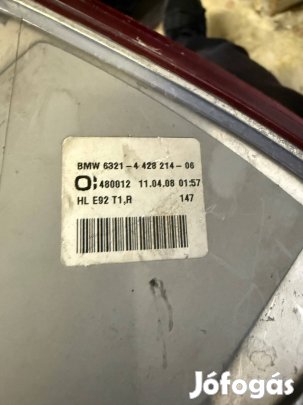 BMW 6321-4 428 214-06
480012 11.04.08 01:57
HL E92 T1,R 147
Jófogás